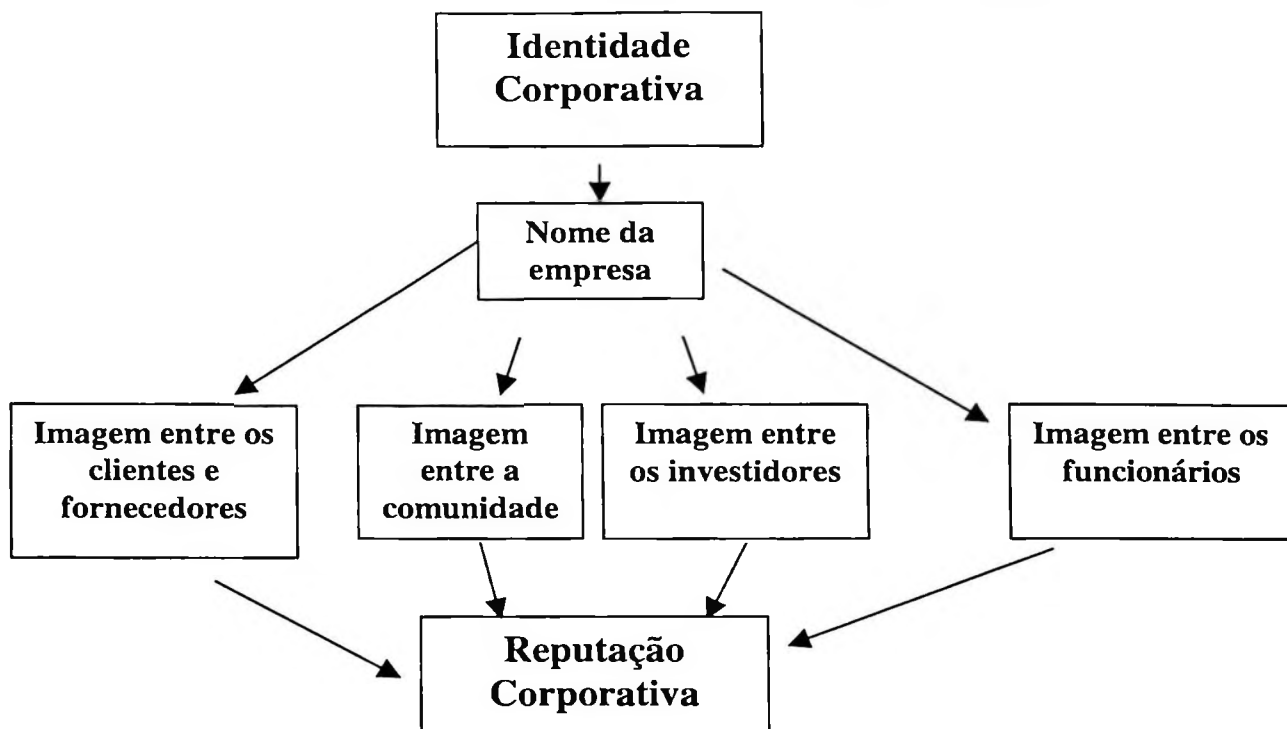 Identidade
Corporativa
Nome da
empresa
Imagem entre os
clientes e
fornecedores
Imagem
entre a
comunidade
Imagem entre
os investidores
Imagem entre os
funcionários
Reputação
Corporativa